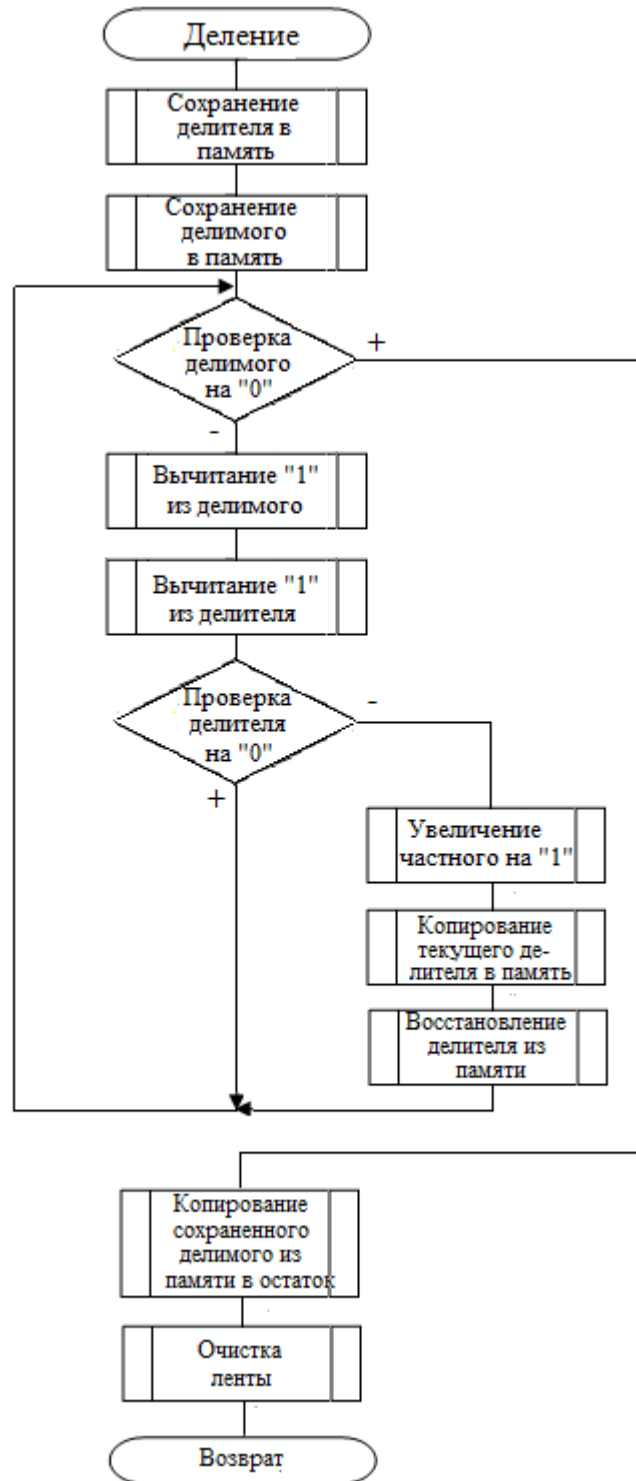 Деление
Сохранение
делителя в
память
Сохранение
делимого
в память
Проверка
делимого
на "0"
+
-
Вычитание "1"
из делимого
Вычитание "1"
из делителя
Проверка
делителя
на "0"
-
+
Увеличение
частного на "1"
Копирование
текущего де-
лителя в память
Восстановление
делителя из
памяти
Копирование
сохраненного
делимого из
памяти в остаток
Очистка
ленты
Возврат